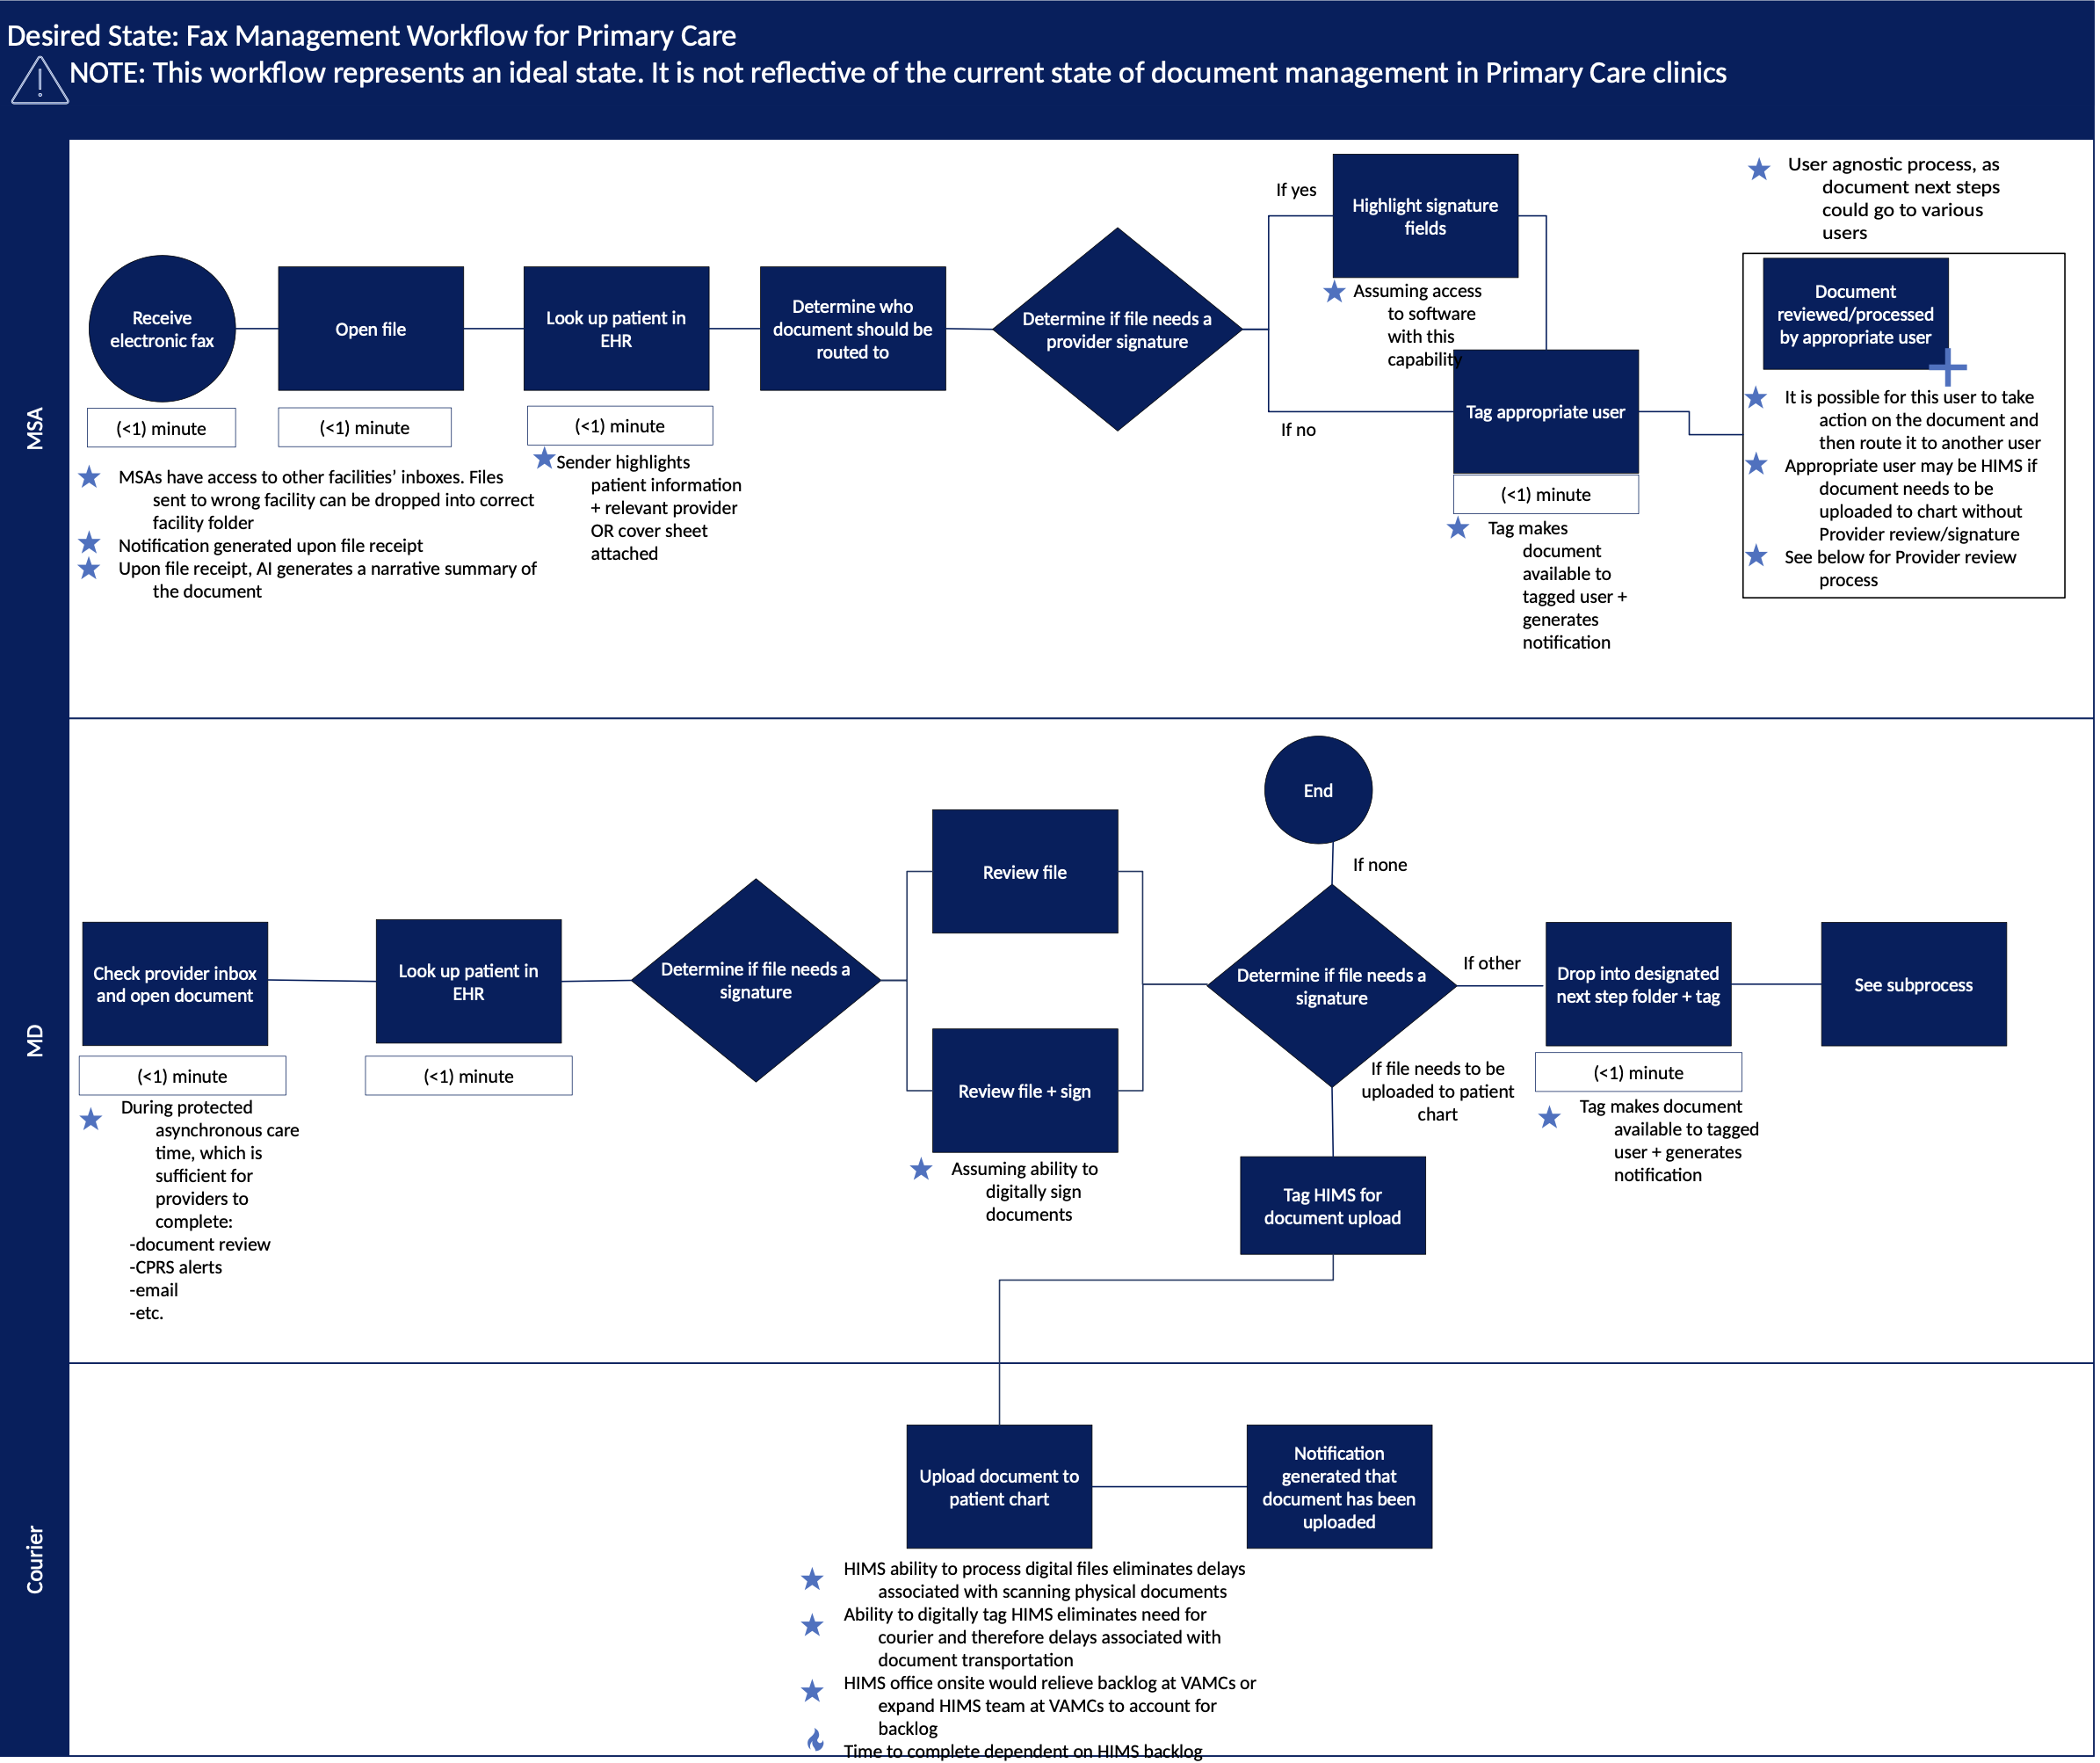 Desired State: Fax Management Workflow for Primary Care
NOTE: This workflow represents an ideal state. It is not reflective of the current state of document management in Primary Care clinics
MSA
Receive
electronic fax
(<1) minute
Open file
(<1) minute
MSAs have access to other facilities’ inboxes. Files
sent to wrong facility can be dropped into correct
facility folder
Notification generated upon file receipt
Upon file receipt, AI generates a narrative summary of
the document
Look up patient in
EHR
(<1) minute
Sender highlights
patient information
+ relevant provider
OR cover sheet
attached
Determine who
document should be
routed to
Determine if file needs a
provider signature
If yes
Highlight signature
fields
Assuming access
to software
with this
capability
If no
Tag appropriate user
(<1) minute
Tag makes
document
available to
tagged user +
generates
notification
User agnostic process, as
document next steps
could go to various
users
Document
reviewed/processed
by appropriate user
It is possible for this user to take
action on the document and
then route it to another user
Appropriate user may be HIMS if
document needs to be
uploaded to chart without
Provider review/signature
See below for Provider review
process
MD
Check provider inbox
and open document
(<1) minute
During protected
asynchronous care
time, which is
sufficient for
providers to
complete:
-document review
-CPRS alerts
-email
-etc.
Look up patient in
EHR
(<1) minute
Determine if file needs a
signature
Review file
Review file + sign
Assuming ability to
digitally sign
documents
End
If none
Determine if file needs a
signature
If other
If file needs to be
uploaded to patient
chart
Tag HIMS for
document upload
Drop into designated
next step folder + tag
(<1) minute
Tag makes document
available to tagged
user + generates
notification
See subprocess
Courier
Upload document to
patient chart
Notification
generated that
document has been
uploaded
HIMS ability to process digital files eliminates delays
associated with scanning physical documents
Ability to digitally tag HIMS eliminates need for
courier and therefore delays associated with
document transportation
HIMS office onsite would relieve backlog at VAMCs or
expand HIMS team at VAMCs to account for
backlog
Time to complete dependent on HIMS backlog